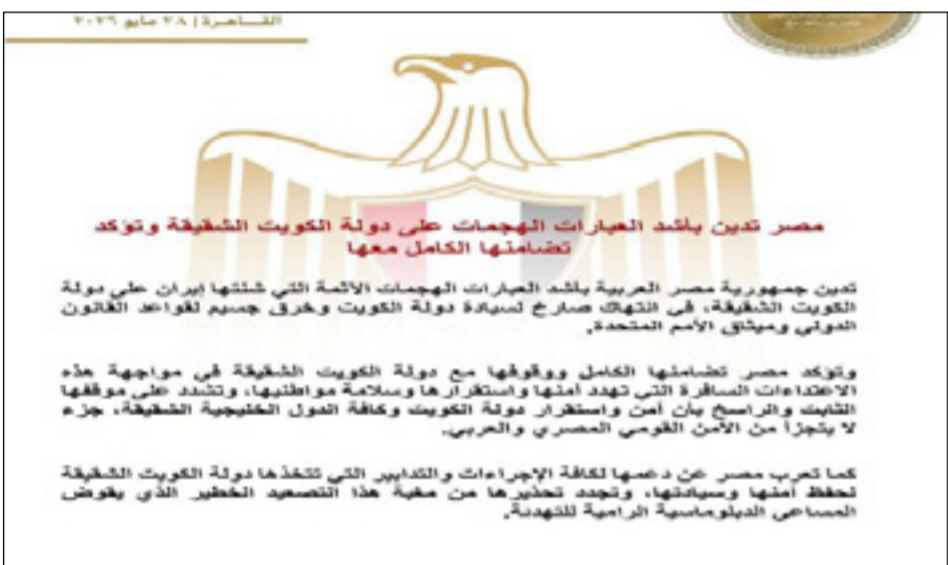 القــاهـرة | ٢٨ مايو ٢٠٢٦
مصر تدين بأشد العبارات الهجمات على دولة الكويت الشقيقة وتؤكد
تضامنها الكامل معها
تدين جمهورية مصر العربية بأشد العبارات الهجمات الآثمة التي شنتها إيران على دولة
الكويت الشقيقة، في انتهاك صارخ لسيادة دولة الكويت وخرق جسيم لقواعد القانون
الدولي وميثاق الأمم المتحدة.
وتؤكد مصر تضامنها الكامل ووقوفها مع دولة الكويت الشقيقة في مواجهة هذه
الاعتداءات السافرة التي تهدد أمنها واستقرارها وسلامة مواطنيها، وتشدد على موقفها
الثابت والراسخ بأن أمن واستقرار دولة الكويت وكافة الدول الخليجية الشقيقة، جزء
لا يتجزأ من الأمن القومي المصري والعربي.
كما تعرب مصر عن دعمها لكافة الإجراءات والتدابير التي تتخذها دولة الكويت الشقيقة
لحفظ أمنها وسيادتها، وتجدد تحذيرها من مغبة هذا التصعيد الخطير الذي يقوض
المساعي الدبلوماسية الرامية للتهدئة.